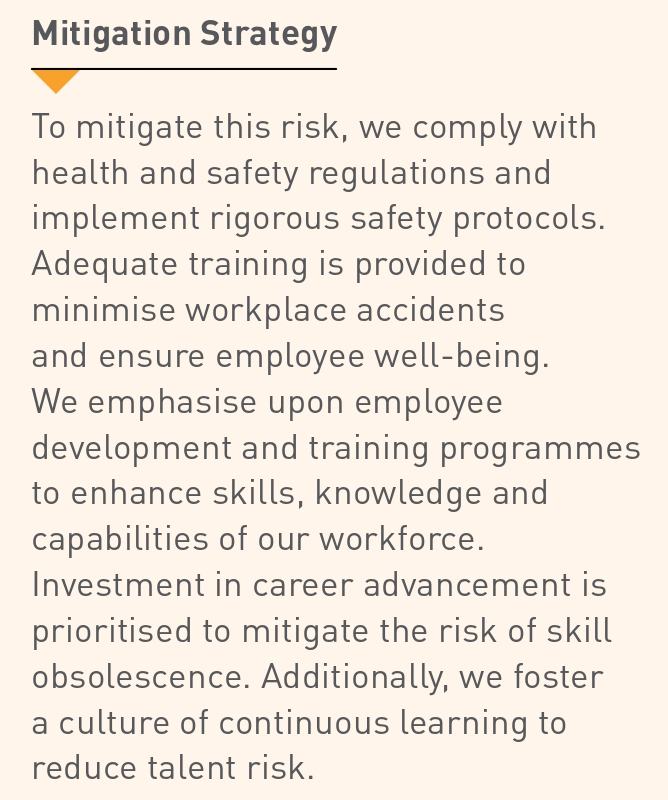 Mitigation Strategy
To mitigate this risk, we comply with
health and safety regulations and
implement rigorous safety protocols.
Adequate training is provided to
minimise workplace accidents
and ensure employee well-being.
We emphasise upon employee
development and training programmes
to enhance skills, knowledge and
capabilities of our workforce.
Investment in career advancement is
prioritised to mitigate the risk of skill
obsolescence. Additionally, we foster
a culture of continuous learning to
reduce talent risk.